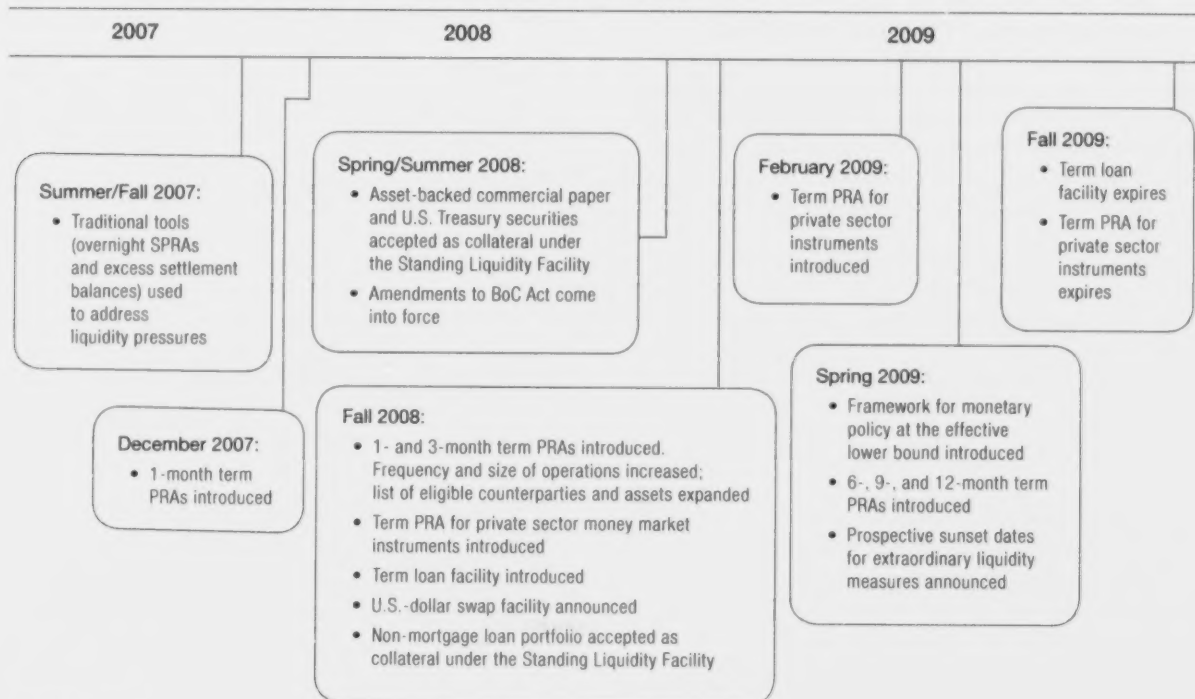 2007
2008
2009
Summer/Fall 2007:
• Traditional tools
(overnight SPRAs
and excess settlement
balances) used
to address
liquidity pressures
December 2007:
• 1-month term
PRAs introduced
Spring/Summer 2008:
• Asset-backed commercial paper
and U.S. Treasury securities
accepted as collateral under
the Standing Liquidity Facility
• Amendments to BoC Act come
into force
Fall 2008:
• 1- and 3-month term PRAs introduced.
Frequency and size of operations increased;
list of eligible counterparties and assets expanded
• Term PRA for private sector money market
instruments introduced
• Term loan facility introduced
• U.S.-dollar swap facility announced
• Non-mortgage loan portfolio accepted as
collateral under the Standing Liquidity Facility
February 2009:
• Term PRA for
private sector
instruments
introduced
Spring 2009:
• Framework for monetary
policy at the effective
lower bound introduced
• 6-, 9-, and 12-month term
PRAs introduced
• Prospective sunset dates
for extraordinary liquidity
measures announced
Fall 2009:
• Term loan
facility expires
• Term PRA for
private sector
instruments
expires